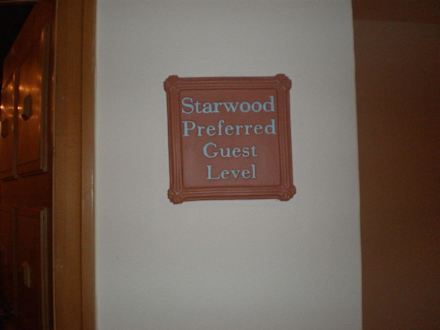 Starwood
Preferred
Guest
Level